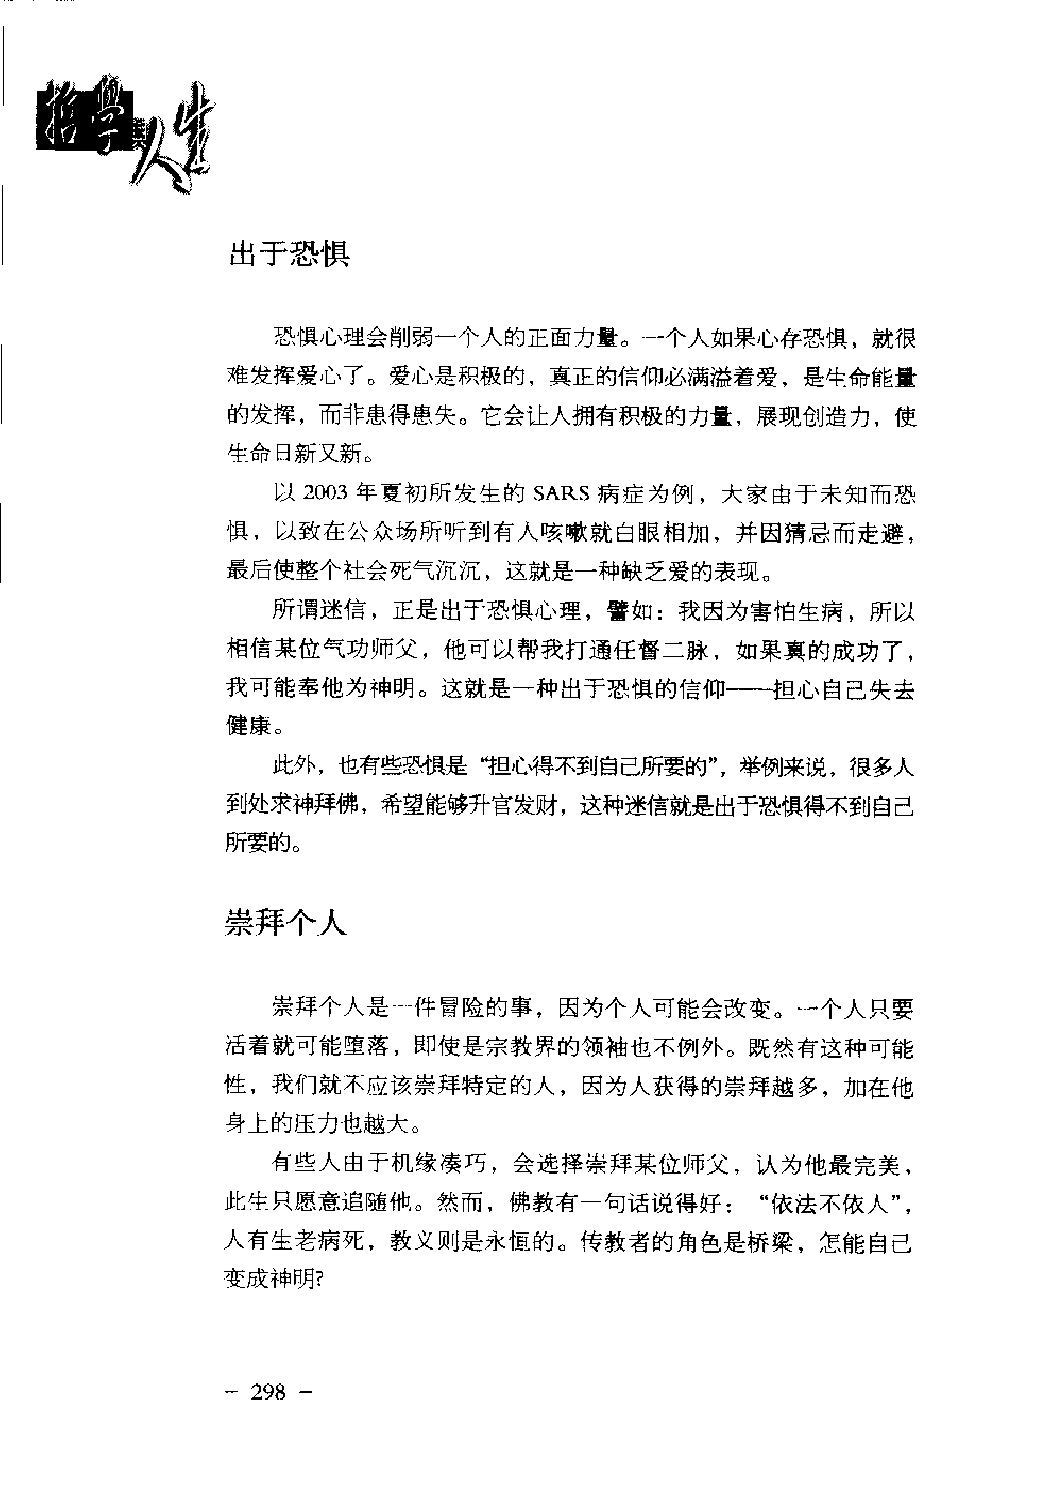 哲學與人生
出于恐惧
恐惧心理会削弱一个人的正面力量。一个人如果心存恐惧，就很
难发挥爱心了。爱心是积极的，真正的信仰必满溢着爱，是生命能量
的发挥，而非患得患失。它会让人拥有积极的力量，展现创造力，使
生命日新又新。
以 2003 年夏初所发生的 SARS 病症为例，大家由于未知而恐
惧，以致在公众场所听到有人咳嗽就白眼相加，并因猜忌而走避，
最后使整个社会死气沉沉，这就是一种缺乏爱的表现。
所谓迷信，正是出于恐惧心理，譬如：我因为害怕生病，所以
相信某位气功师父，他可以帮我打通任督二脉，如果真的成功了，
我可能奉他为神明。这就是一种出于恐惧的信仰——担心自己失去
健康。
此外，也有些恐惧是“担心得不到自己所要的”，举例来说，很多人
到处求神拜佛，希望能够升官发财，这种迷信就是出于恐惧得不到自己
所要的。
崇拜个人
崇拜个人是一件冒险的事，因为个人可能会改变。一个人只要
活着就可能堕落，即使是宗教界的领袖也不例外。既然有这种可能
性，我们就不应该崇拜特定的人，因为人获得的崇拜越多，加在他
身上的压力也越大。
有些人由于机缘凑巧，会选择崇拜某位师父，认为他最完美，
此生只愿意追随他。然而，佛教有一句话说得好：“依法不依人”，
人有生老病死，教义则是永恒的。传教者的角色是桥梁，怎能自己
变成神明?
- 298 -